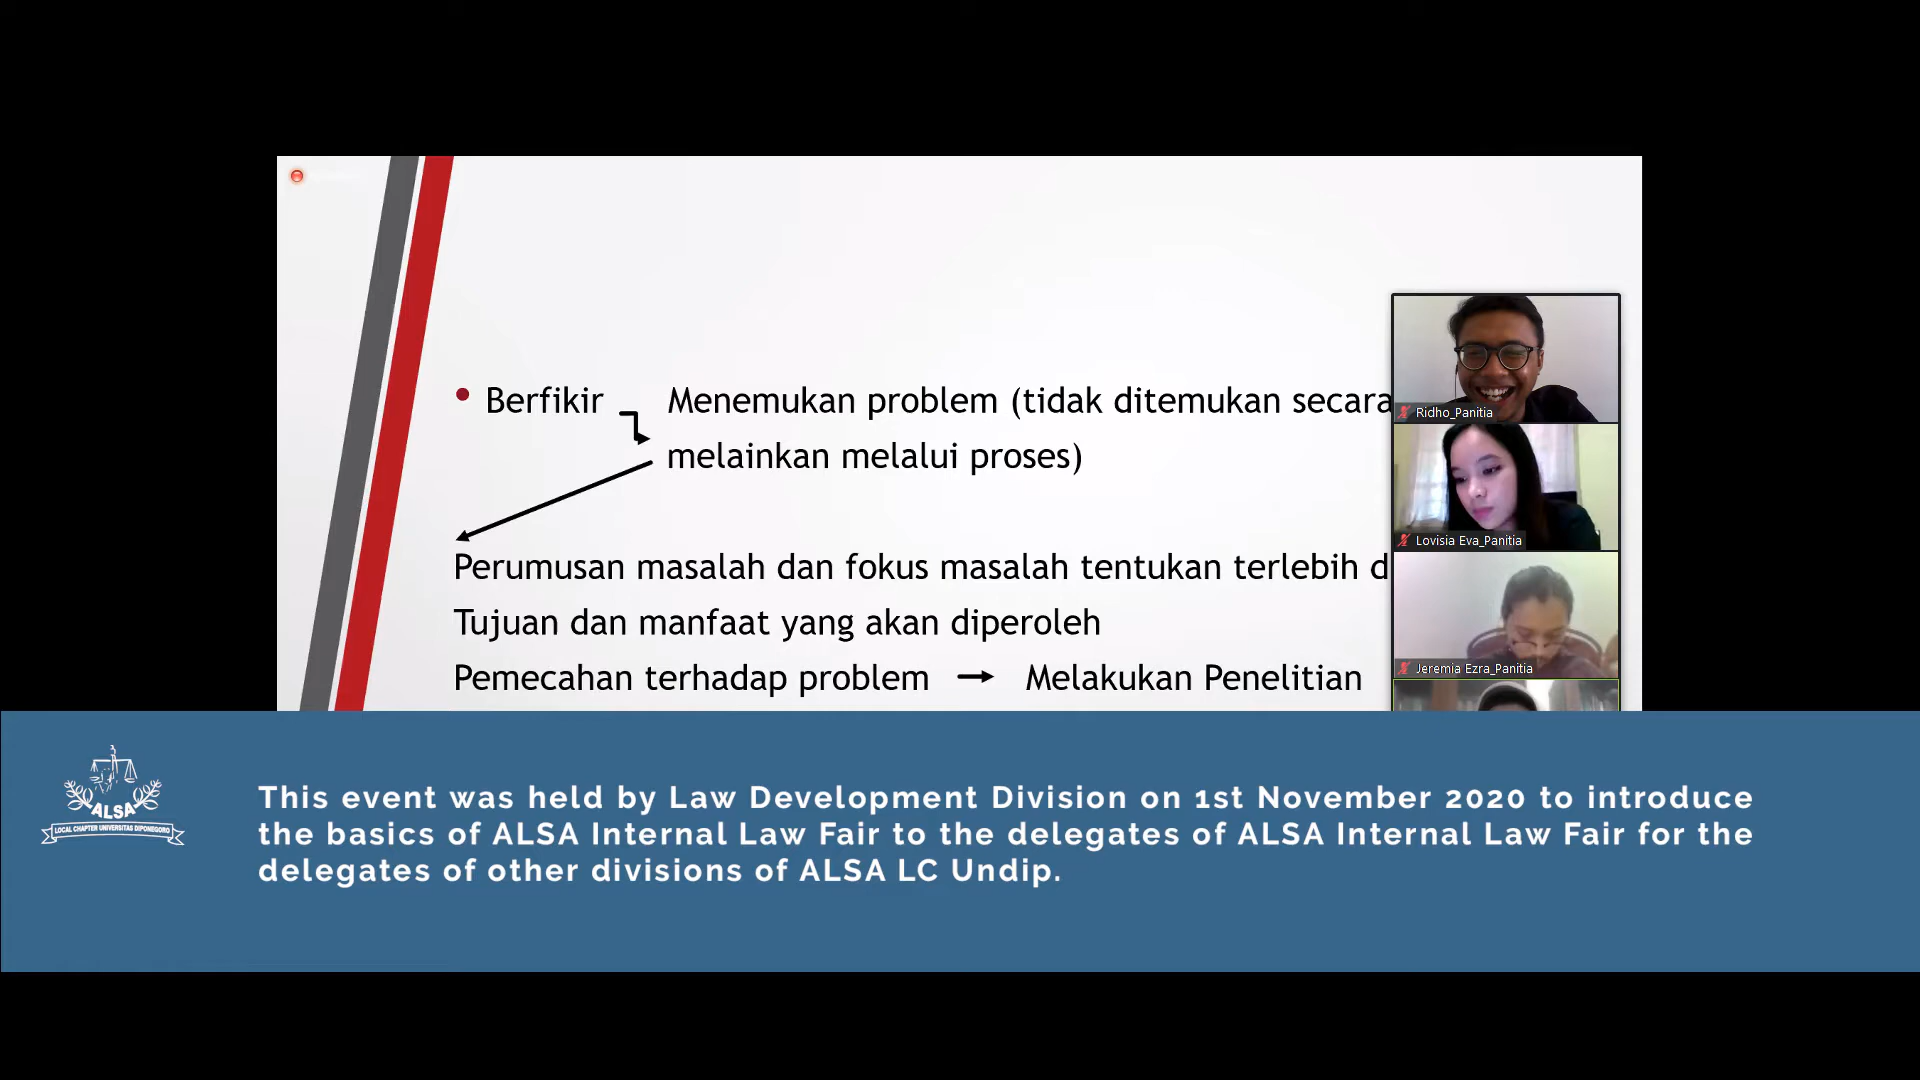 • Berfikir Menemukan problem (tidak ditemukan secara
melainkan melalui proses)
Perumusan masalah dan fokus masalah tentukan terlebih d
Tujuan dan manfaat yang akan diperoleh
Pemecahan terhadap problem → Melakukan Penelitian
Ridho_Panitia
Lovisia Eva_Panitia
Jeremia Ezra_Panitia
ALSA
LOCAL CHAPTER UNIVERSITAS DIPONEGORO
This event was held by Law Development Division on 1st November 2020 to introduce
the basics of ALSA Internal Law Fair to the delegates of ALSA Internal Law Fair for the
delegates of other divisions of ALSA LC Undip.